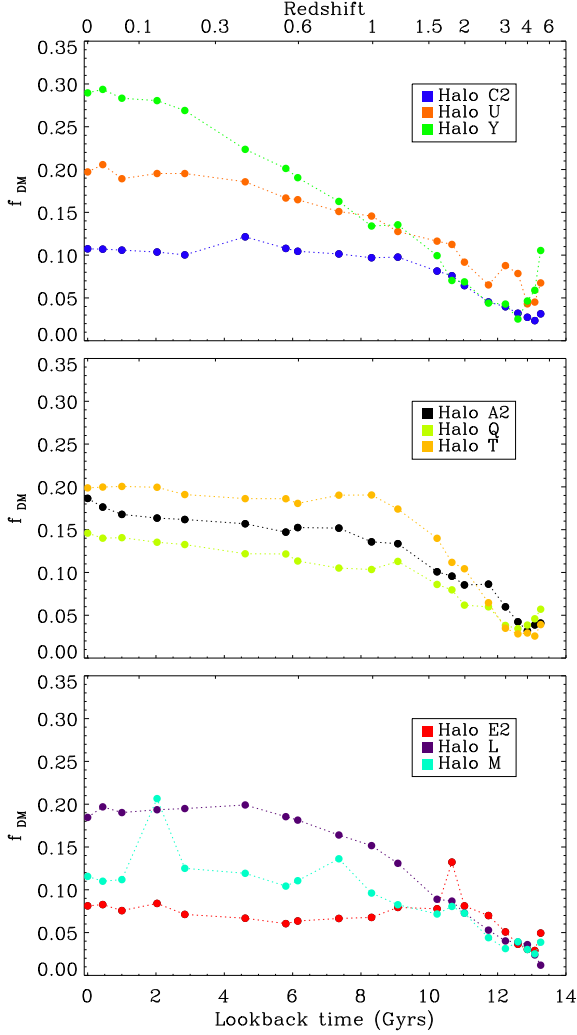 Redshift
0 0.1 0.3 0.6 1 1.5 2 3 4 6
0.35
0.30
0.25
0.20
0.15
0.10
0.05
0.00
f DM
Halo C2
Halo U
Halo Y
0.35
0.30
0.25
0.20
0.15
0.10
0.05
0.00
f DM
Halo A2
Halo Q
Halo T
0.35
0.30
0.25
0.20
0.15
0.10
0.05
0.00
f DM
Halo E2
Halo L
Halo M
0 2 4 6 8 10 12 14
Lookback time (Gyrs)